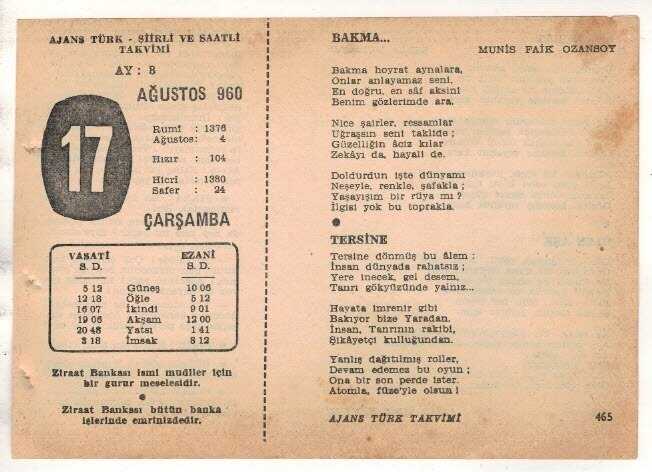 AJANS TÜRK - ŞİİRLİ VE SAATLİ
TAKVİMİ
AY : 8
AĞUSTOS 960
17
Rumî : 1376
Ağustos: 4
Hızır : 104
Hicrî : 1380
Safer : 24
ÇARŞAMBA
VASATİ EZANİ
S. D. S. D.
5 12 Güneş 10 06
12 18 Öğle 5 12
16 07 İkindi 9 01
19 06 Akşam 12 00
20 46 Yatsı 1 41
3 18 İmsak 8 12
Ziraat Bankası ismi mudiler için
bir gurur meselesidir.
Ziraat Bankası bütün banka
işlerinde emrinizdedir.
BAKMA...
MUNİS FAİK OZANSOY
Bakma hoyrat aynalara,
Onlar anlayamaz seni.
En doğru, en sâf aksini
Benim gözlerimde ara.
Nice şairler, ressamlar
Uğraşsın seni taklide ;
Güzelliğin âciz kılar
Zekâyı da, hayali de.
Doldurdun işte dünyamı
Neşeyle, renkle, şafakla ;
Yaşayışım bir rüya mı ?
İlgisi yok bu toprakla.
TERSİNE
Tersine dönmüş bu âlem :
İnsan dünyada rahatsız ;
Yere inecek, gel desem,
Tanrı gökyüzünde yalnız...
Hayata imrenir gibi
Bakıyor bize Yaradan.
İnsan, Tanrının rakibi,
Şikâyetçi kulluğundan.
Yanlış dağıtılmış roller,
Devam edemez bu oyun ;
Ona bir son perde ister.
Atomla, füze'yle olsun !
AJANS TÜRK TAKVİMİ 465